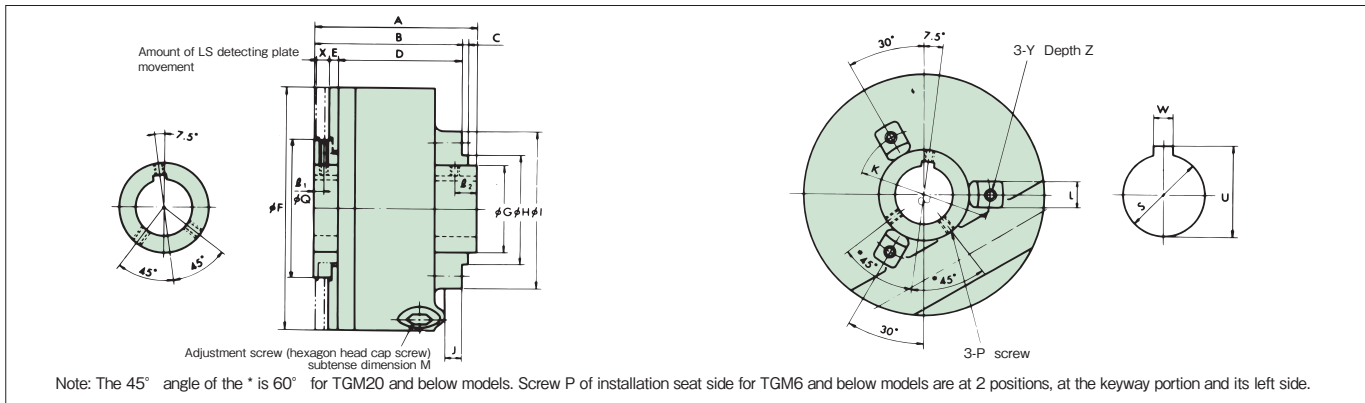 A
B
C
Amount of LS detecting plate
movement
X
E
D
7.5°
45°
45°
ℓ1
φQ
φF
ℓ2
φG
φH
φI
J
Adjustment screw (hexagon head cap screw)
subtense dimension M
30°
7.5°
3-Y Depth Z
K
L
*45°
*45°
30°
3-P screw
W
S
U
Note: The 45° angle of the * is 60° for TGM20 and below models. Screw P of installation seat side for TGM6 and below models are at 2 positions, at the keyway portion and its left side.